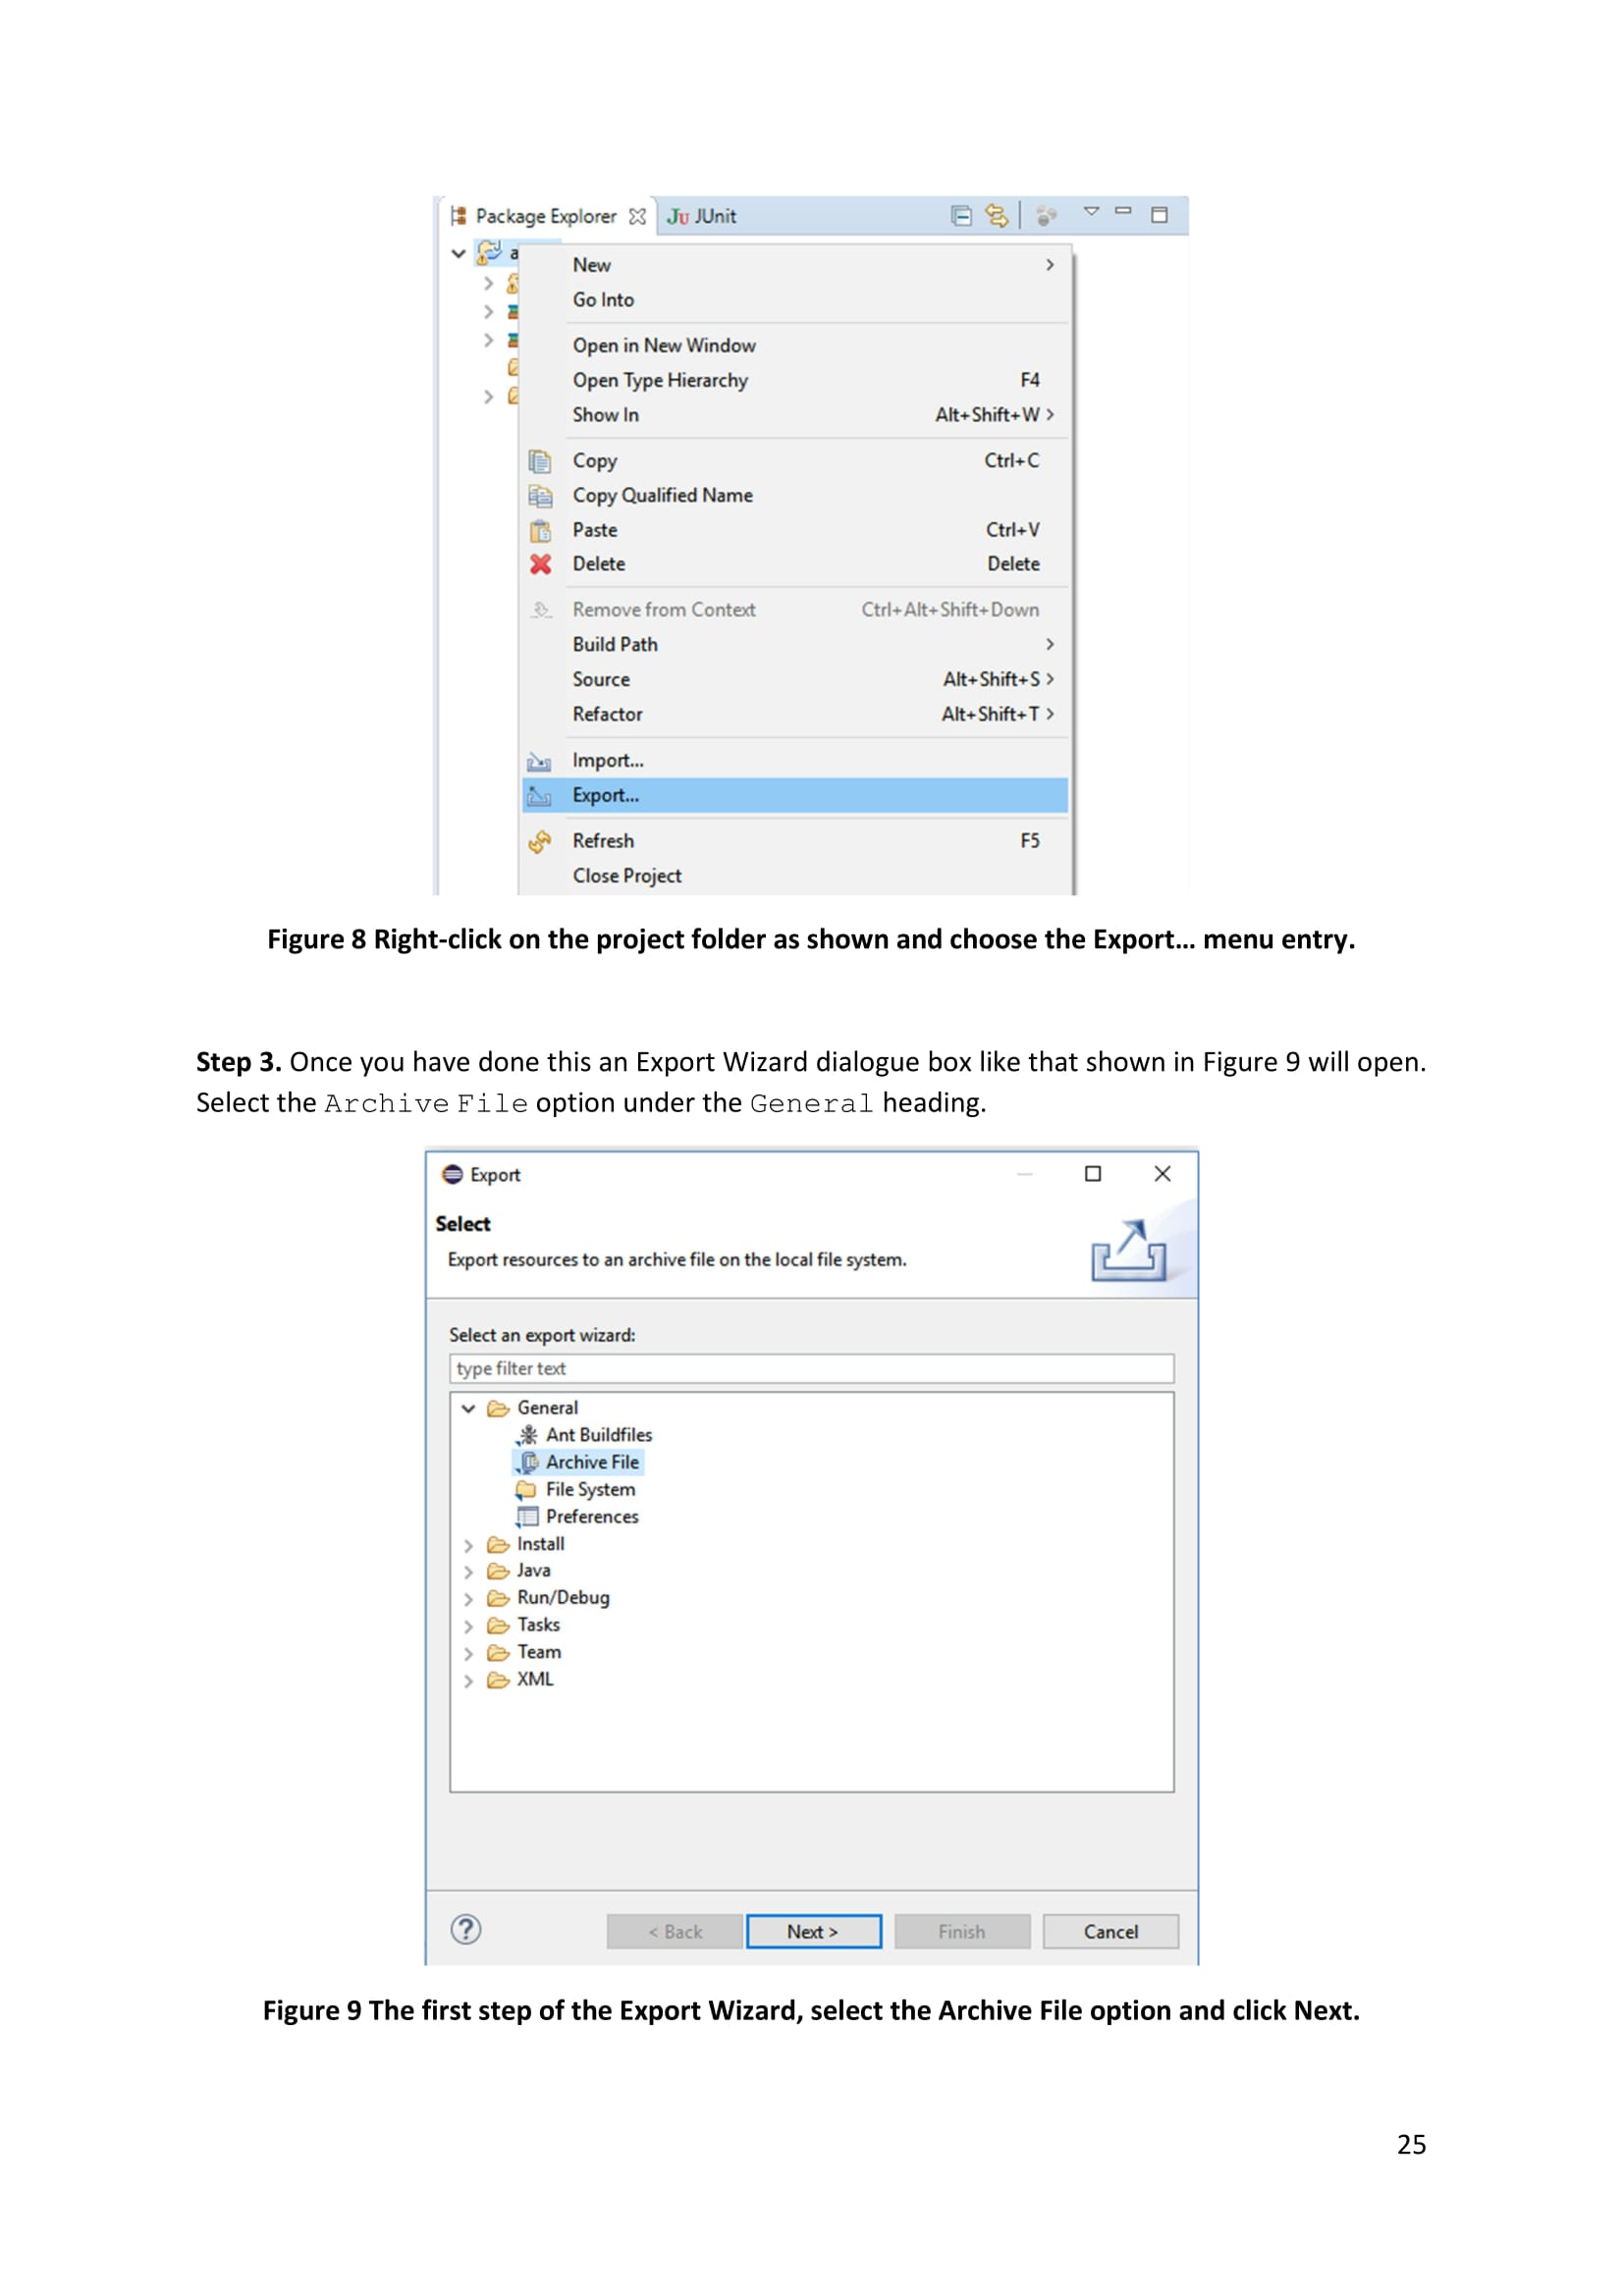 Package Explorer JUnit
a
New
Go Into
Open in New Window
Open Type Hierarchy F4
Show In Alt+Shift+W >
Copy Ctrl+C
Copy Qualified Name
Paste Ctrl+V
Delete Delete
Remove from Context Ctrl+Alt+Shift+Down
Build Path
Source Alt+Shift+S >
Refactor Alt+Shift+T >
Import...
Export...
Refresh F5
Close Project
Figure 8 Right-click on the project folder as shown and choose the Export... menu entry.
Step 3. Once you have done this an Export Wizard dialogue box like that shown in Figure 9 will open.
Select the Archive File option under the General heading.
Export
Select
Export resources to an archive file on the local file system.
Select an export wizard:
type filter text
General
Ant Buildfiles
Archive File
File System
Preferences
Install
Java
Run/Debug
Tasks
Team
XML
? < Back Next > Finish Cancel
Figure 9 The first step of the Export Wizard, select the Archive File option and click Next.
25